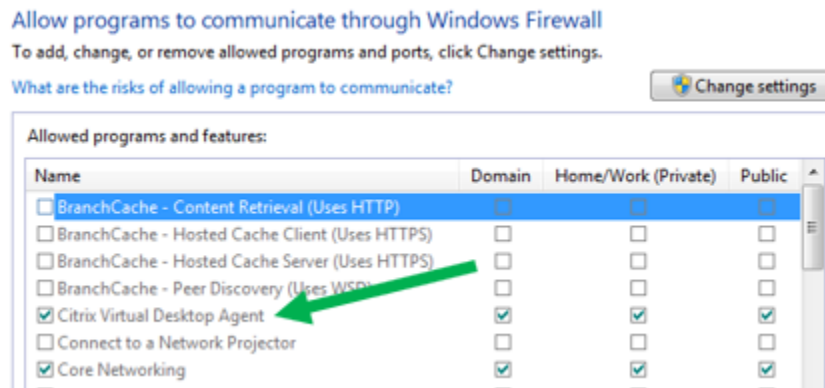 Allow programs to communicate through Windows Firewall
To add, change, or remove allowed programs and ports, click Change settings.
What are the risks of allowing a program to communicate?
Change settings
Allowed programs and features:
Name Domain Home/Work (Private) Public
BranchCache - Content Retrieval (Uses HTTP)
BranchCache - Hosted Cache Client (Uses HTTPS)
BranchCache - Hosted Cache Server (Uses HTTPS)
BranchCache - Peer Discovery (Uses WSD)
Citrix Virtual Desktop Agent
Connect to a Network Projector
Core Networking